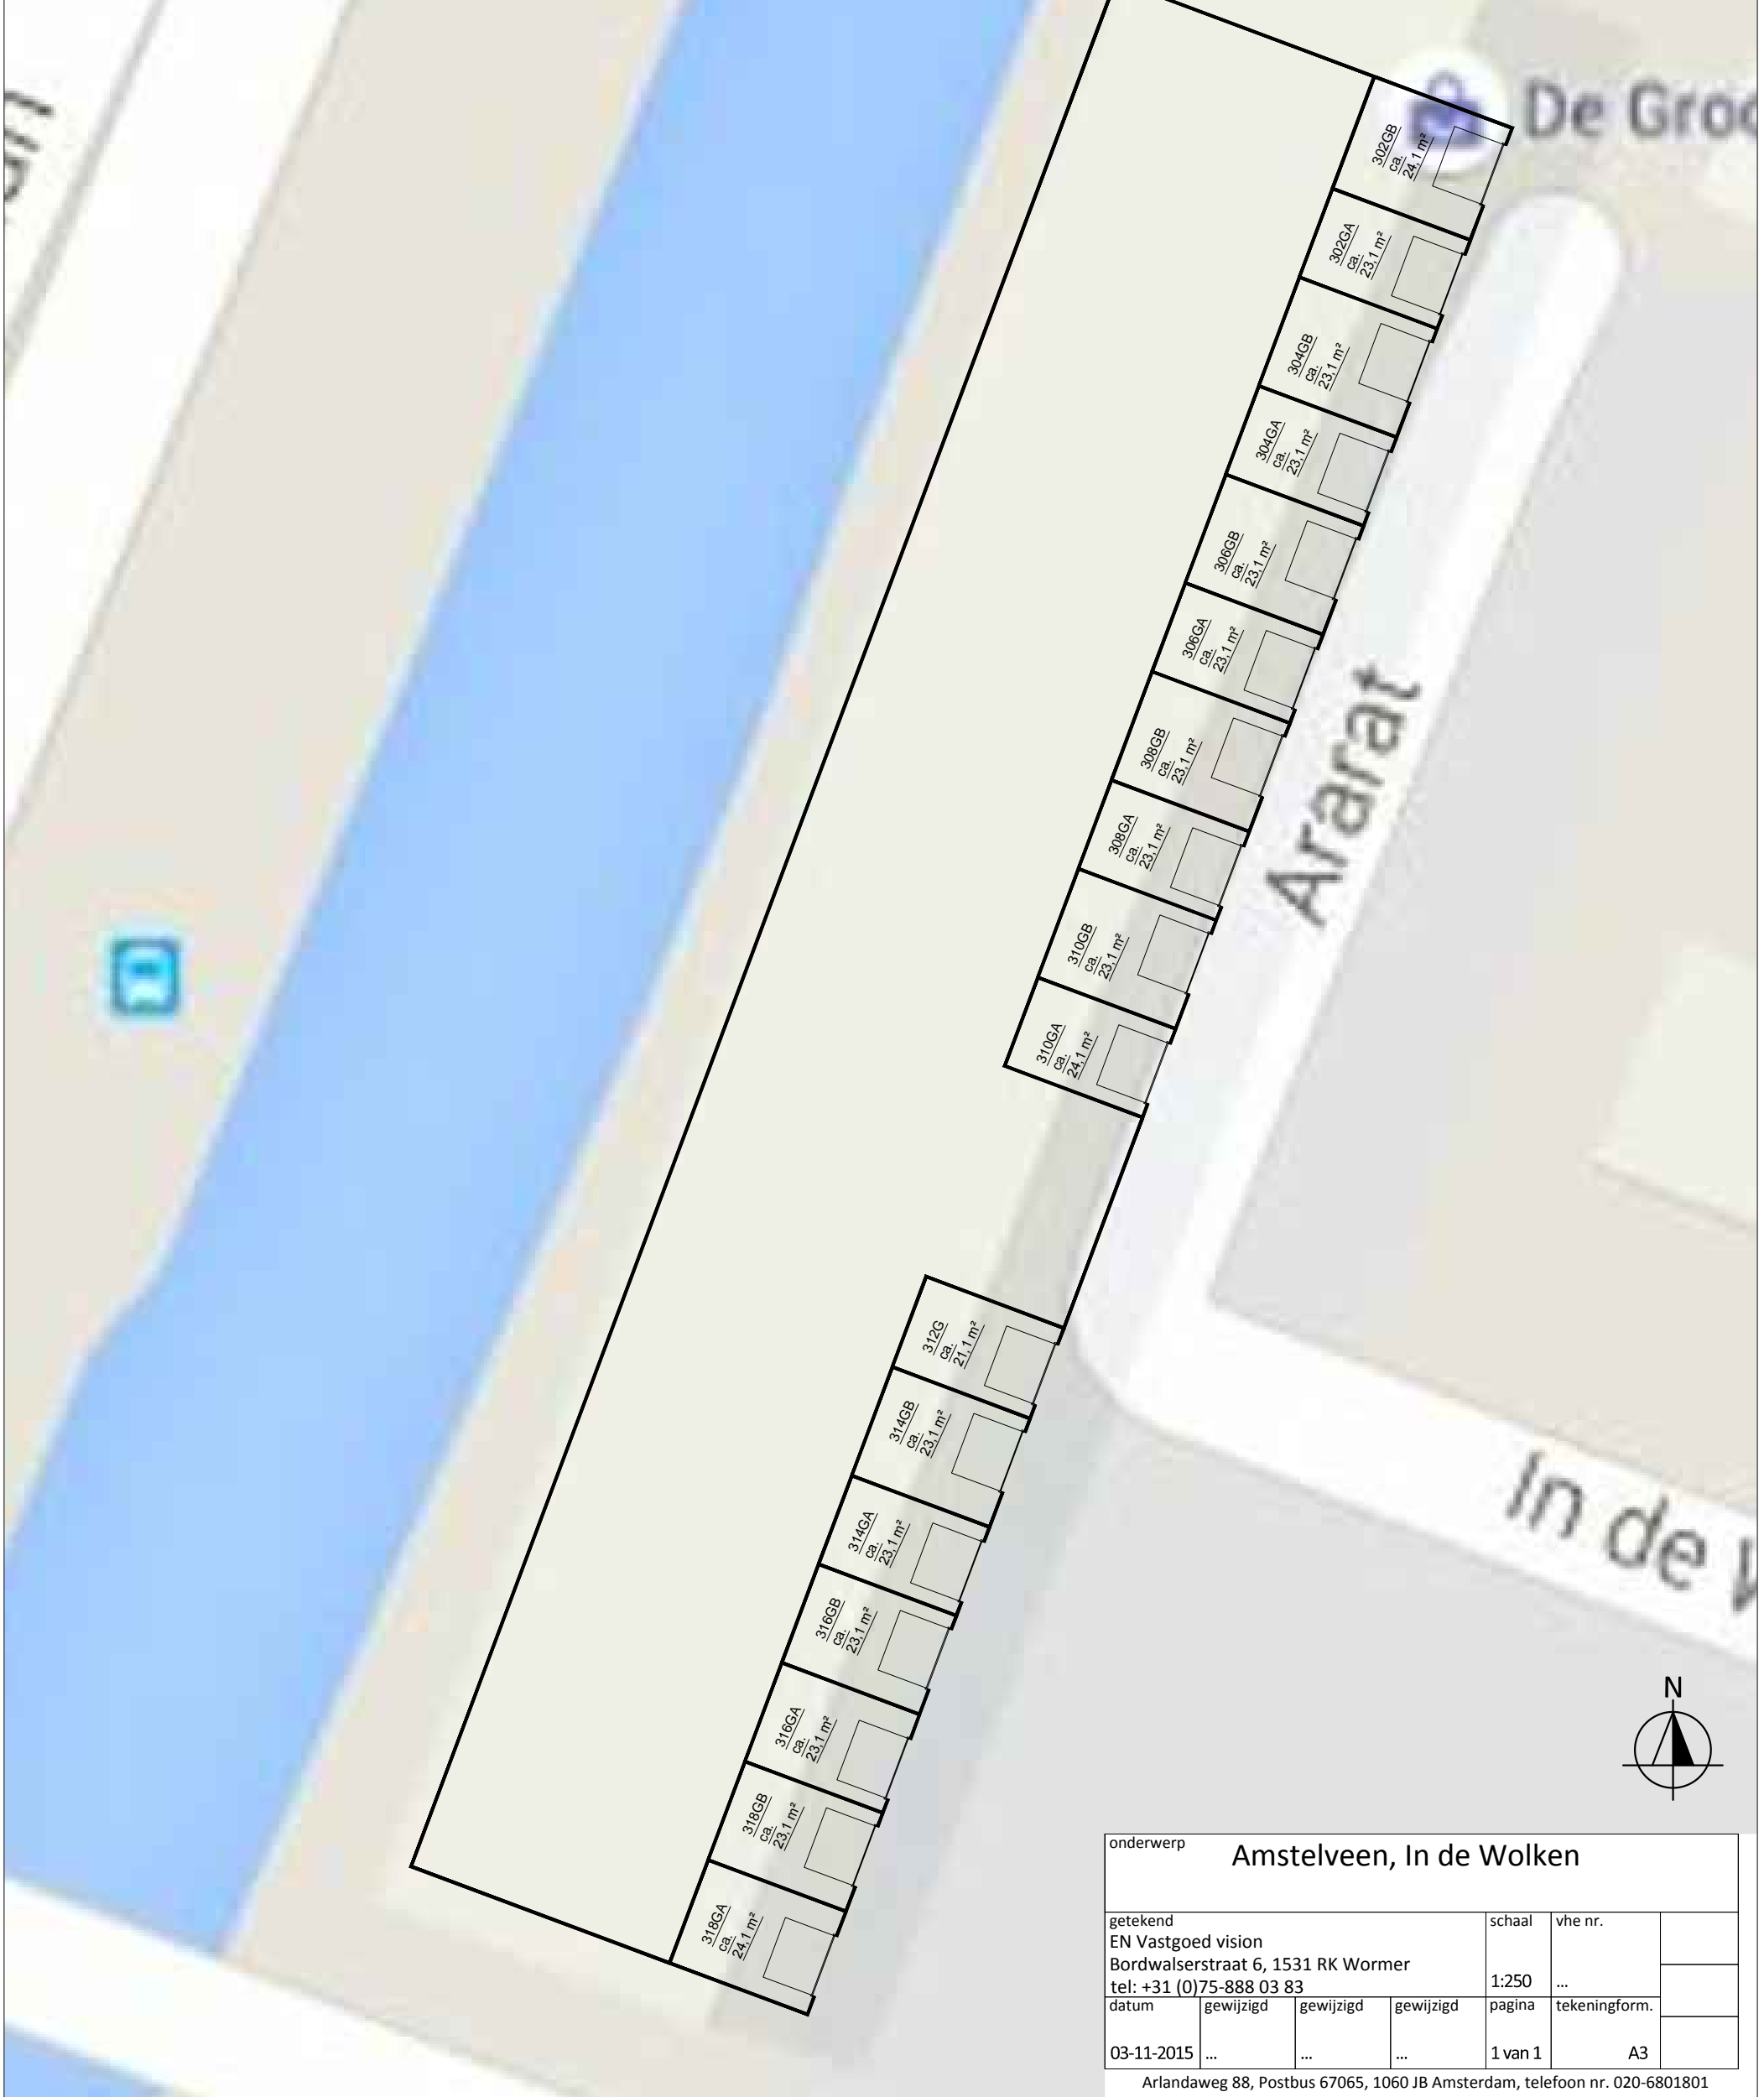 De Groo
302GB
ca.
24,1 m²
302GA
ca.
23,1 m²
304GB
ca.
23,1 m²
304GA
ca.
23,1 m²
306GB
ca.
23,1 m²
306GA
ca.
23,1 m²
308GB
ca.
23,1 m²
308GA
ca.
23,1 m²
310GB
ca.
23,1 m²
310GA
ca.
24,1 m²
Ararat
312G
ca.
21,1 m²
314GB
ca.
23,1 m²
314GA
ca.
23,1 m²
316GB
ca.
23,1 m²
316GA
ca.
23,1 m²
318GB
ca.
23,1 m²
318GA
ca.
24,1 m²
In de
N
onderwerp Amstelveen, In de Wolken
getekend schaal vhe nr.
EN Vastgoed vision
Bordwalserstraat 6, 1531 RK Wormer
tel: +31 (0)75-888 03 83 1:250 ...
datum gewijzigd gewijzigd gewijzigd pagina tekeningform.
03-11-2015 ... ... ... 1 van 1 A3
Arlandaweg 88, Postbus 67065, 1060 JB Amsterdam, telefoon nr. 020-6801801